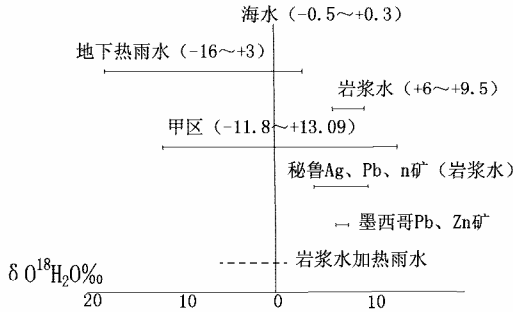 海水(-0.5～+0.3)
地下热雨水(-16～+3)
岩浆水(+6～+9.5)
甲区(-11.8～+13.09)
秘鲁Ag、Pb、n矿(岩浆水)
墨西哥Pb、Zn矿
岩浆水加热雨水
δO¹⁸H₂O‰
20 10 0 10